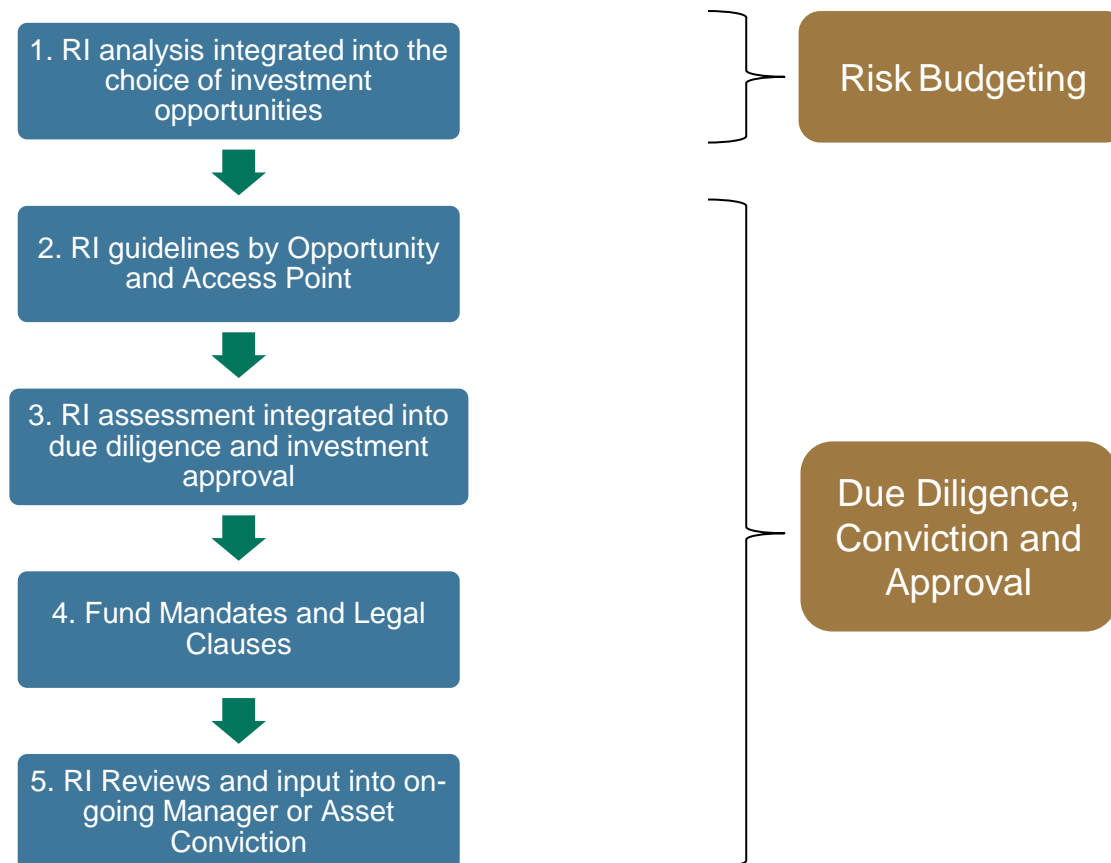 1. RI analysis integrated into the
choice of investment
opportunities
Risk Budgeting
2. RI guidelines by Opportunity
and Access Point
3. RI assessment integrated into
due diligence and investment
approval
Due Diligence,
Conviction and
Approval
4. Fund Mandates and Legal
Clauses
5. RI Reviews and input into on-
going Manager or Asset
Conviction